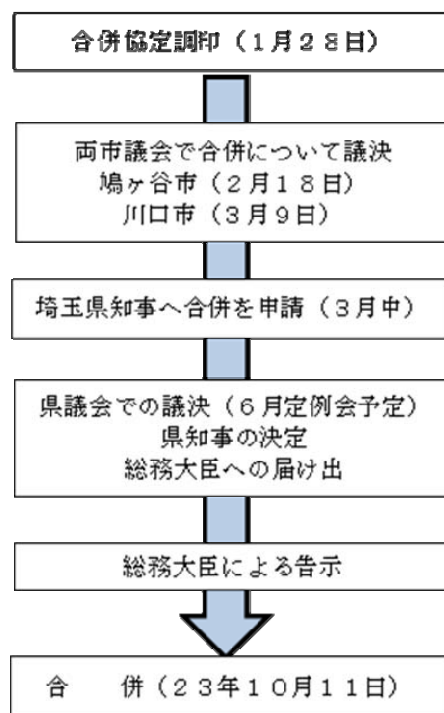 合併協定調印（１月２８日）
両市議会で合併について議決
鳩ヶ谷市（２月１８日）
川口市（３月９日）
埼玉県知事へ合併を申請（３月中）
県議会での議決（６月定例会予定）
県知事の決定
総務大臣への届け出
総務大臣による告示
合　　併（２３年１０月１１日）